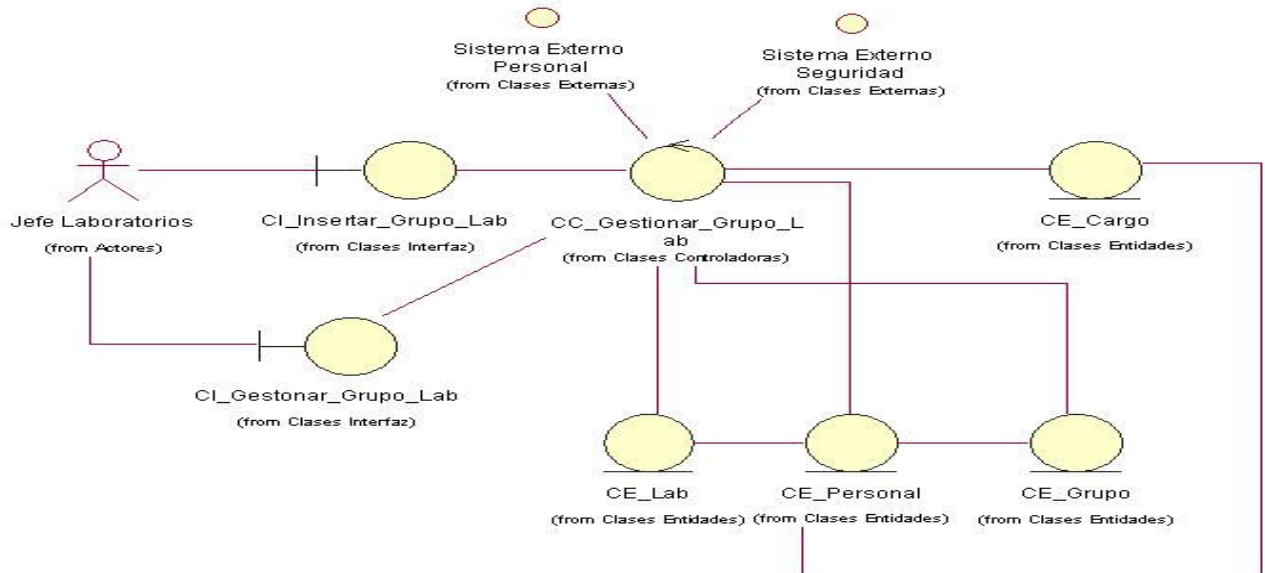 Sistema Externo
Personal
(from Clases Externas)
Sistema Externo
Seguridad
(from Clases Externas)
Jefe Laboratorios
(from Actores)
CI_Insertar_Grupo_Lab
(from Clases Interfaz)
CC_Gestionar_Grupo_L
ab
(from Clases Controladoras)
CE_Cargo
(from Clases Entidades)
CI_Gestonar_Grupo_Lab
(from Clases Interfaz)
CE_Lab
(from Clases Entidades)
CE_Personal
(from Clases Entidades)
CE_Grupo
(from Clases Entidades)